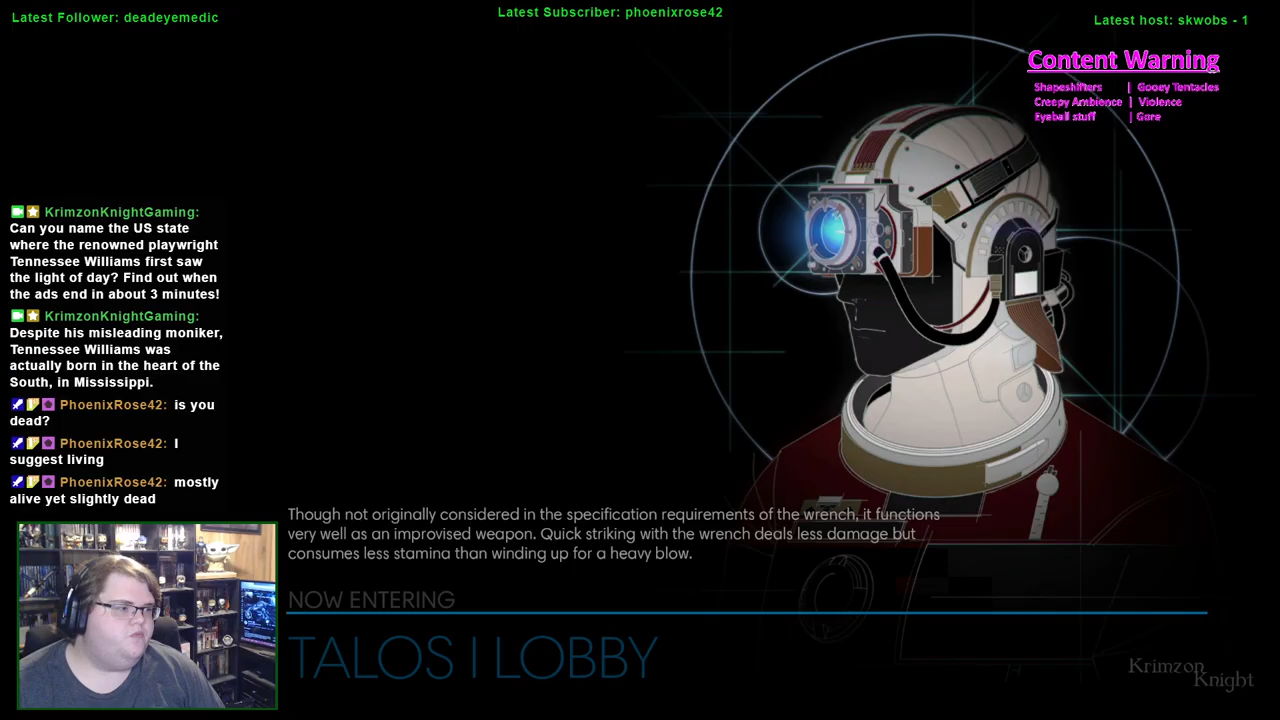 Latest Follower: deadeyemedic
Latest Subscriber: phoenixrose42
Latest host: skwobs - 1
Content Warning
Shapeshifters | Gooey Tentacles
Creepy Ambience | Violence
Eyeball stuff | Gore
KrimzonKnightGaming:
Can you name the US state
where the renowned playwright
Tennessee Williams first saw
the light of day? Find out when
the ads end in about 3 minutes!
KrimzonKnightGaming:
Despite his misleading moniker,
Tennessee Williams was
actually born in the heart of the
South, in Mississippi.
PhoenixRose42: is you
dead?
PhoenixRose42: I
suggest living
PhoenixRose42: mostly
alive yet slightly dead
Though not originally considered in the specification requirements of the wrench, it functions
very well as an improvised weapon. Quick striking with the wrench deals less damage but
consumes less stamina than winding up for a heavy blow.
NOW ENTERING
TALOS I LOBBY
Krimzon
Knight